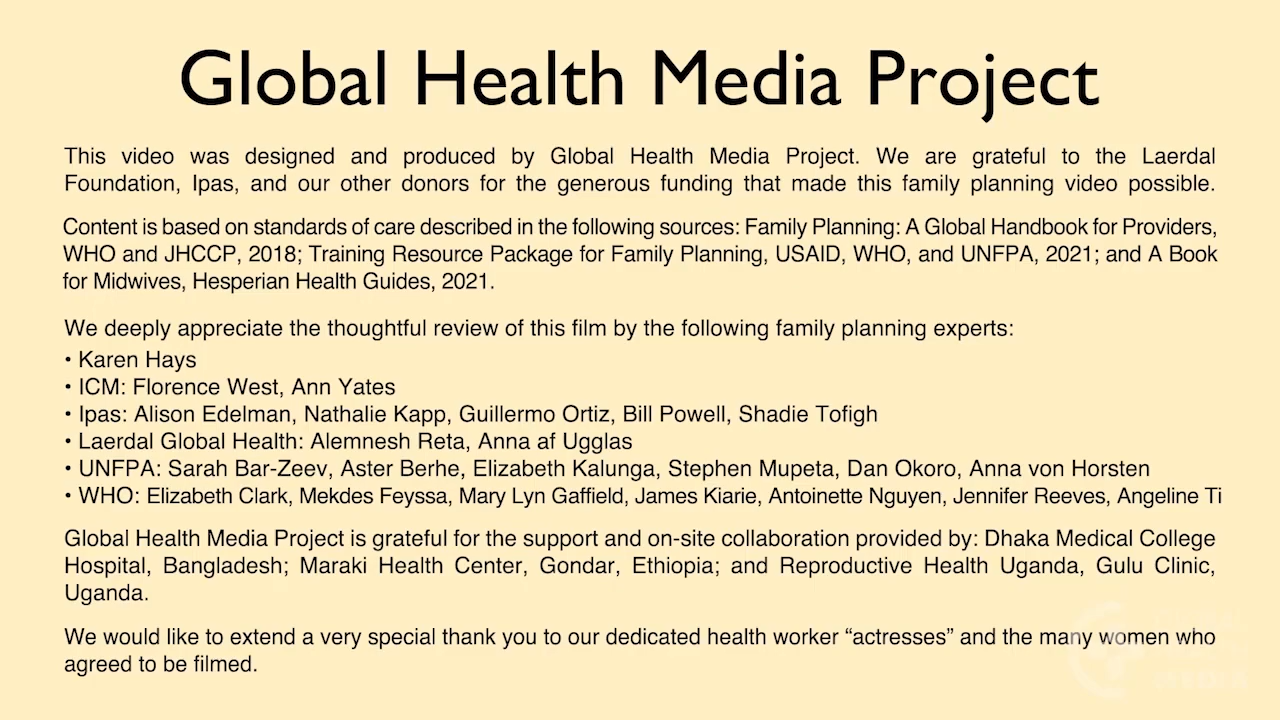 Global Health Media Project
This video was designed and produced by Global Health Media Project. We are grateful to the Laerdal
Foundation, Ipas, and our other donors for the generous funding that made this family planning video possible.
Content is based on standards of care described in the following sources: Family Planning: A Global Handbook for Providers,
WHO and JHCCP, 2018; Training Resource Package for Family Planning, USAID, WHO, and UNFPA, 2021; and A Book
for Midwives, Hesperian Health Guides, 2021.
We deeply appreciate the thoughtful review of this film by the following family planning experts:
• Karen Hays
• ICM: Florence West, Ann Yates
• Ipas: Alison Edelman, Nathalie Kapp, Guillermo Ortiz, Bill Powell, Shadie Tofigh
• Laerdal Global Health: Alemnesh Reta, Anna af Ugglas
• UNFPA: Sarah Bar-Zeev, Aster Berhe, Elizabeth Kalunga, Stephen Mupeta, Dan Okoro, Anna von Horsten
• WHO: Elizabeth Clark, Mekdes Feyssa, Mary Lyn Gaffield, James Kiarie, Antoinette Nguyen, Jennifer Reeves, Angeline Ti
Global Health Media Project is grateful for the support and on-site collaboration provided by: Dhaka Medical College
Hospital, Bangladesh; Maraki Health Center, Gondar, Ethiopia; and Reproductive Health Uganda, Gulu Clinic,
Uganda.
We would like to extend a very special thank you to our dedicated health worker “actresses” and the many women who
agreed to be filmed.